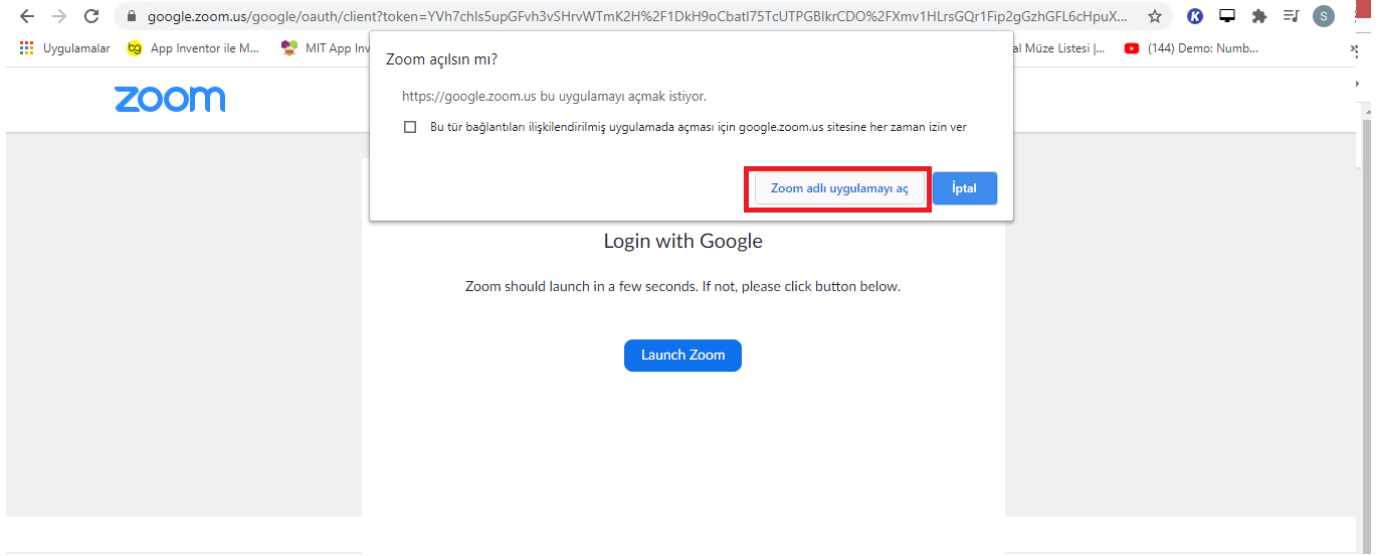 google.zoom.us/google/oauth/client?token=YVh7chls5upGFvh3vSHrvWTmK2H%2F1DkH9oCbatl75TcUTPGBlkrCDO%2FXmv1HLrsGQr1Fip2gGzhGFL6cHpuX...
S
Uygulamalar
App Inventor ile M...
MIT App Inv
al Müze Listesi |...
(144) Demo: Numb...
zoom
Zoom açılsın mı?
https://google.zoom.us bu uygulamayı açmak istiyor.
Bu tür bağlantıları ilişkilendirilmiş uygulamada açması için google.zoom.us sitesine her zaman izin ver
Zoom adlı uygulamayı aç
İptal
Login with Google
Zoom should launch in a few seconds. If not, please click button below.
Launch Zoom